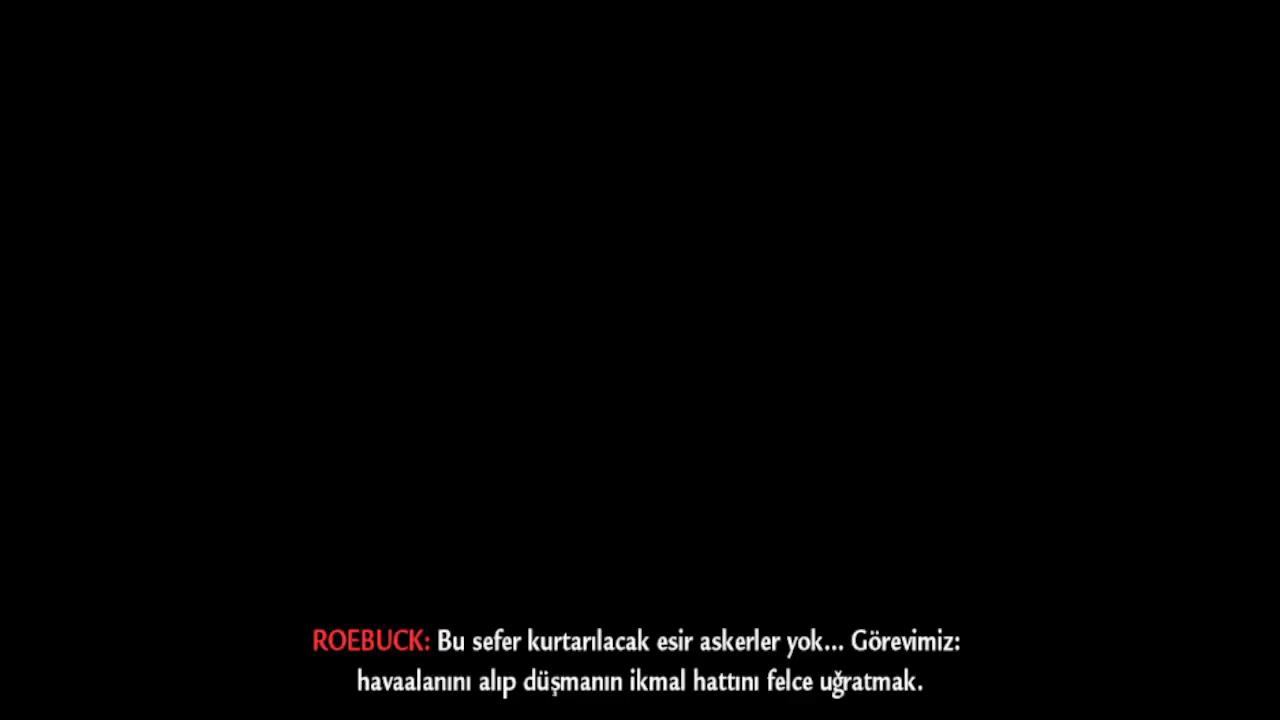 ROEBUCK: Bu sefer kurtarılacak esir askerler yok... Görevimiz:
havaalanını alıp düşmanın ikmal hattını felce uğratmak.